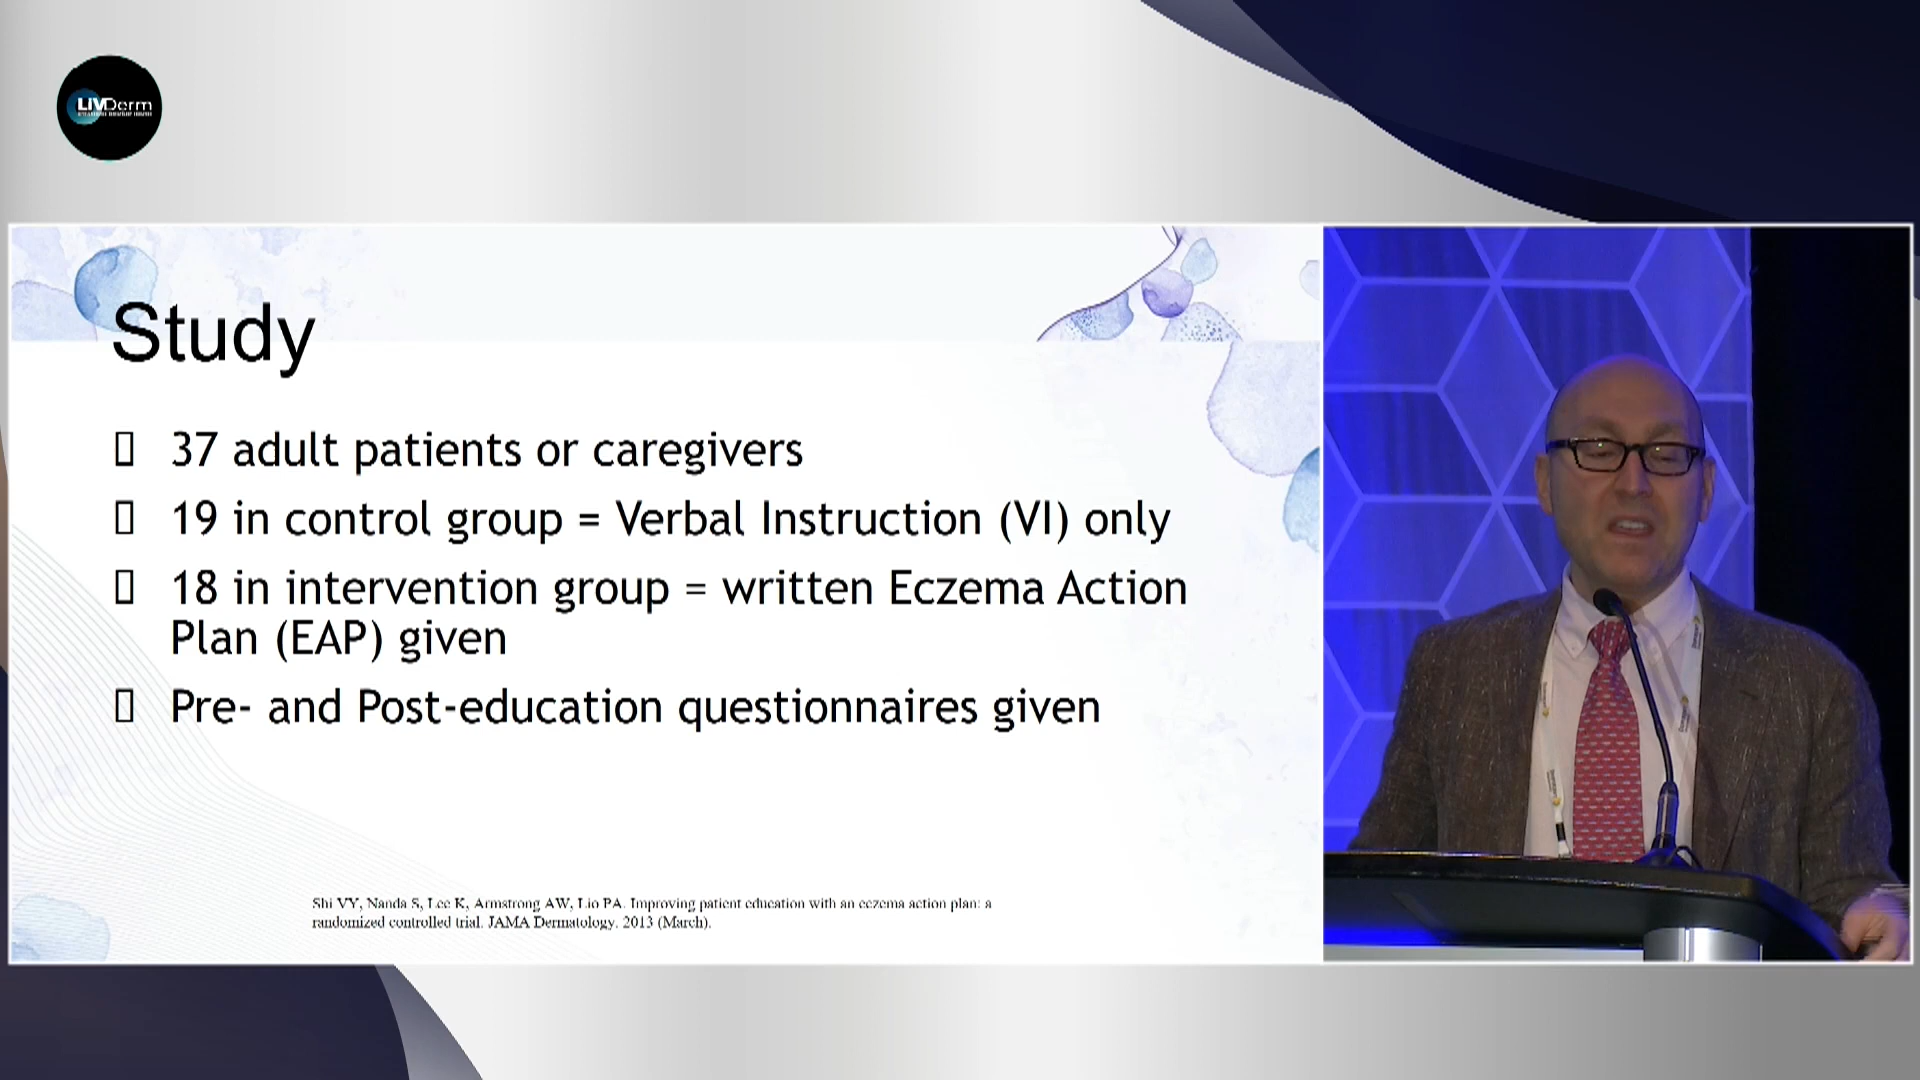 LIVDerm
Study
37 adult patients or caregivers
19 in control group = Verbal Instruction (VI) only
18 in intervention group = written Eczema Action
Plan (EAP) given
Pre- and Post-education questionnaires given
Shi VY, Nanda S, Lee K, Armstrong AW, Lio PA. Improving patient education with an eczema action plan: a
randomized controlled trial. JAMA Dermatology. 2013 (March).